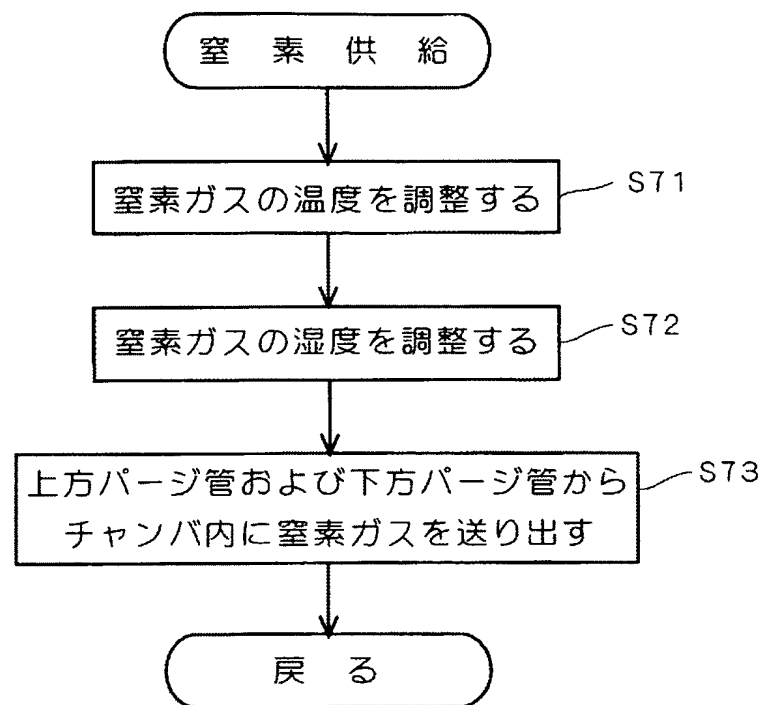 窒素供給
窒素ガスの温度を調整する
S71
窒素ガスの湿度を調整する
S72
上方パージ管および下方パージ管から
チャンバ内に窒素ガスを送り出す
S73
戻る